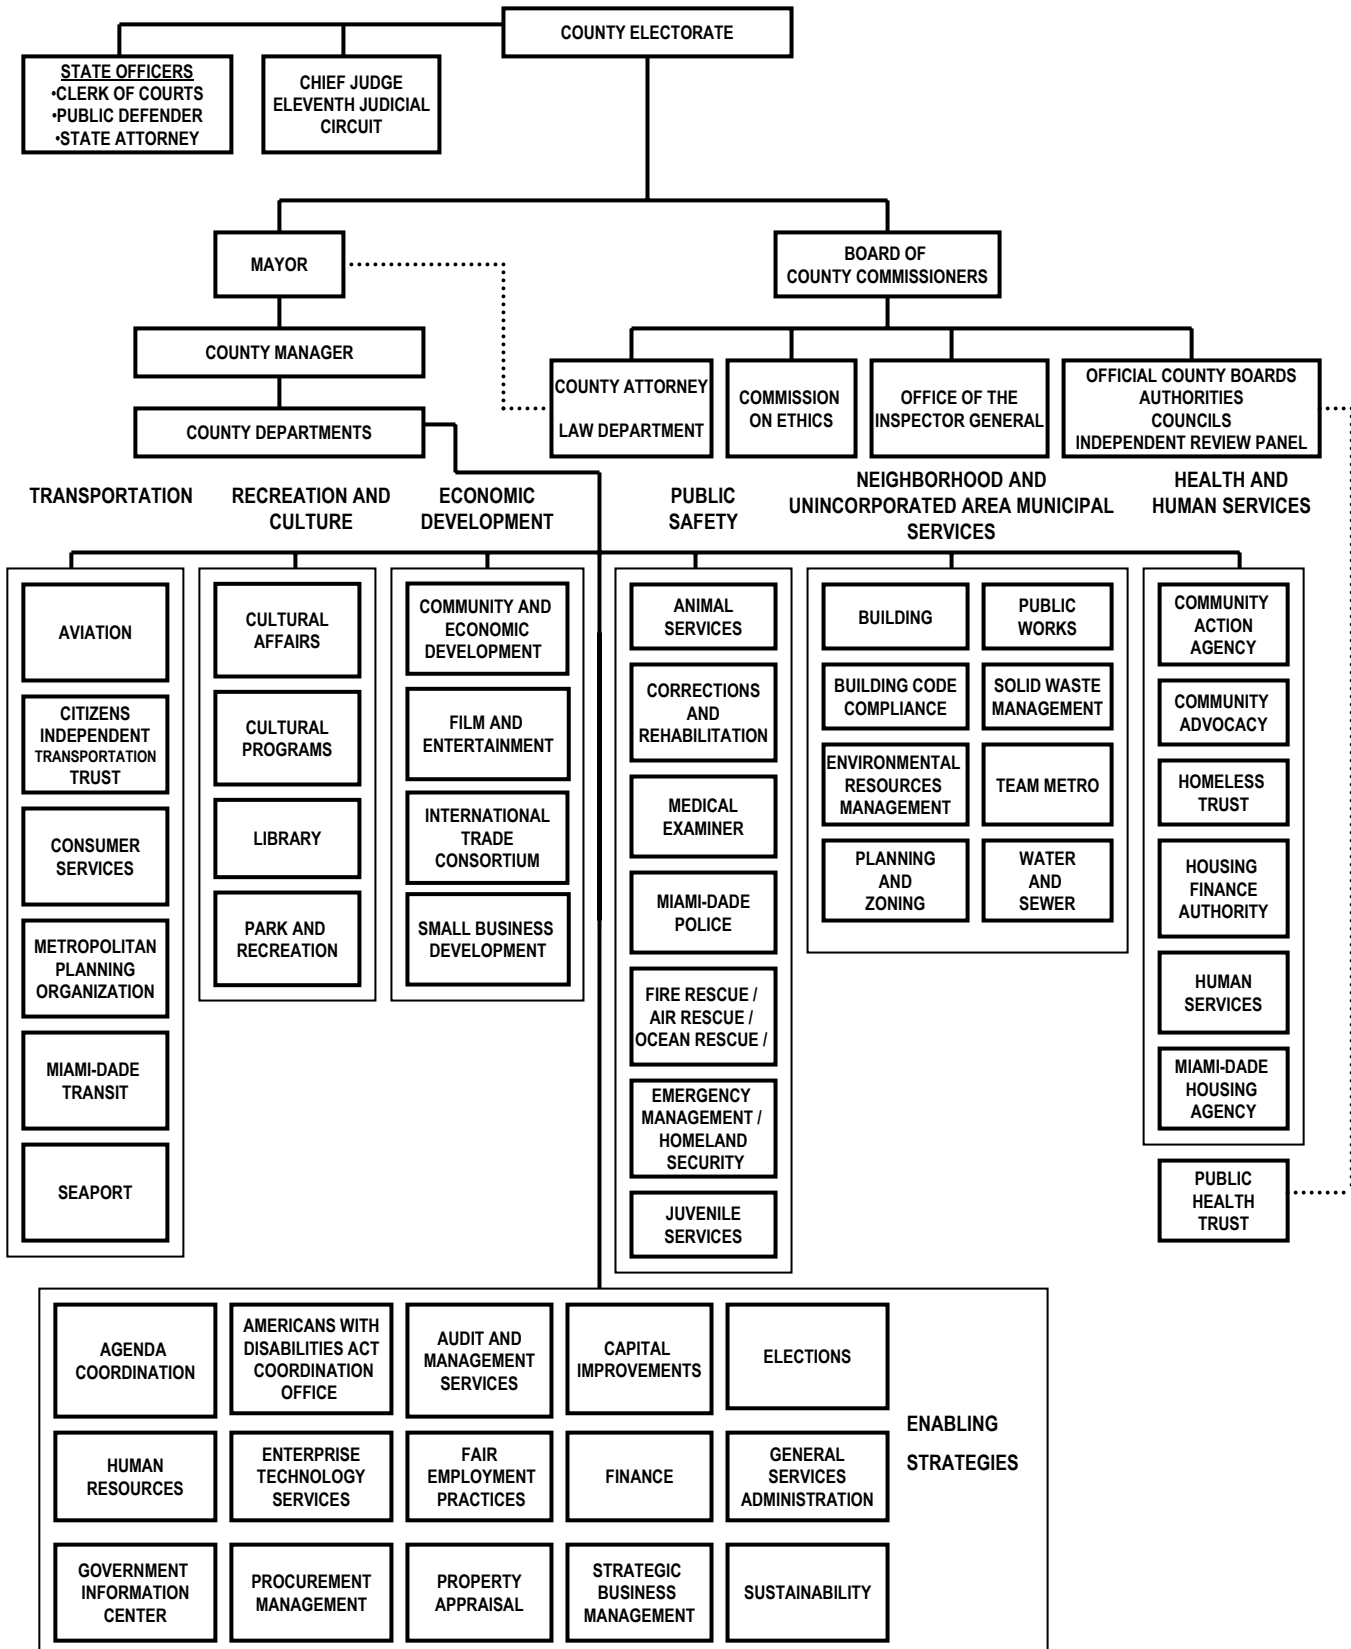 COUNTY ELECTORATE
STATE OFFICERS
•CLERK OF COURTS
•PUBLIC DEFENDER
•STATE ATTORNEY
CHIEF JUDGE
ELEVENTH JUDICIAL
CIRCUIT
MAYOR
BOARD OF
COUNTY COMMISSIONERS
COUNTY MANAGER
COUNTY DEPARTMENTS
COUNTY ATTORNEY
LAW DEPARTMENT
COMMISSION
ON ETHICS
OFFICE OF THE
INSPECTOR GENERAL
OFFICIAL COUNTY BOARDS
AUTHORITIES
COUNCILS
INDEPENDENT REVIEW PANEL
TRANSPORTATION
AVIATION
CITIZENS
INDEPENDENT
TRANSPORTATION
TRUST
CONSUMER
SERVICES
METROPOLITAN
PLANNING
ORGANIZATION
MIAMI-DADE
TRANSIT
SEAPORT
RECREATION AND
CULTURE
CULTURAL
AFFAIRS
CULTURAL
PROGRAMS
LIBRARY
PARK AND
RECREATION
ECONOMIC
DEVELOPMENT
COMMUNITY AND
ECONOMIC
DEVELOPMENT
FILM AND
ENTERTAINMENT
INTERNATIONAL
TRADE
CONSORTIUM
SMALL BUSINESS
DEVELOPMENT
PUBLIC
SAFETY
ANIMAL
SERVICES
CORRECTIONS
AND
REHABILITATION
MEDICAL
EXAMINER
MIAMI-DADE
POLICE
FIRE RESCUE /
AIR RESCUE /
OCEAN RESCUE /
EMERGENCY
MANAGEMENT /
HOMELAND
SECURITY
JUVENILE
SERVICES
NEIGHBORHOOD AND
UNINCORPORATED AREA MUNICIPAL
SERVICES
BUILDING
PUBLIC
WORKS
BUILDING CODE
COMPLIANCE
SOLID WASTE
MANAGEMENT
ENVIRONMENTAL
RESOURCES
MANAGEMENT
TEAM METRO
PLANNING
AND
ZONING
WATER
AND
SEWER
HEALTH AND
HUMAN SERVICES
COMMUNITY
ACTION
AGENCY
COMMUNITY
ADVOCACY
HOMELESS
TRUST
HOUSING
FINANCE
AUTHORITY
HUMAN
SERVICES
MIAMI-DADE
HOUSING
AGENCY
PUBLIC
HEALTH
TRUST
AGENDA
COORDINATION
AMERICANS WITH
DISABILITIES ACT
COORDINATION
OFFICE
AUDIT AND
MANAGEMENT
SERVICES
CAPITAL
IMPROVEMENTS
ELECTIONS
ENABLING
STRATEGIES
HUMAN
RESOURCES
ENTERPRISE
TECHNOLOGY
SERVICES
FAIR
EMPLOYMENT
PRACTICES
FINANCE
GENERAL
SERVICES
ADMINISTRATION
GOVERNMENT
INFORMATION
CENTER
PROCUREMENT
MANAGEMENT
PROPERTY
APPRAISAL
STRATEGIC
BUSINESS
MANAGEMENT
SUSTAINABILITY